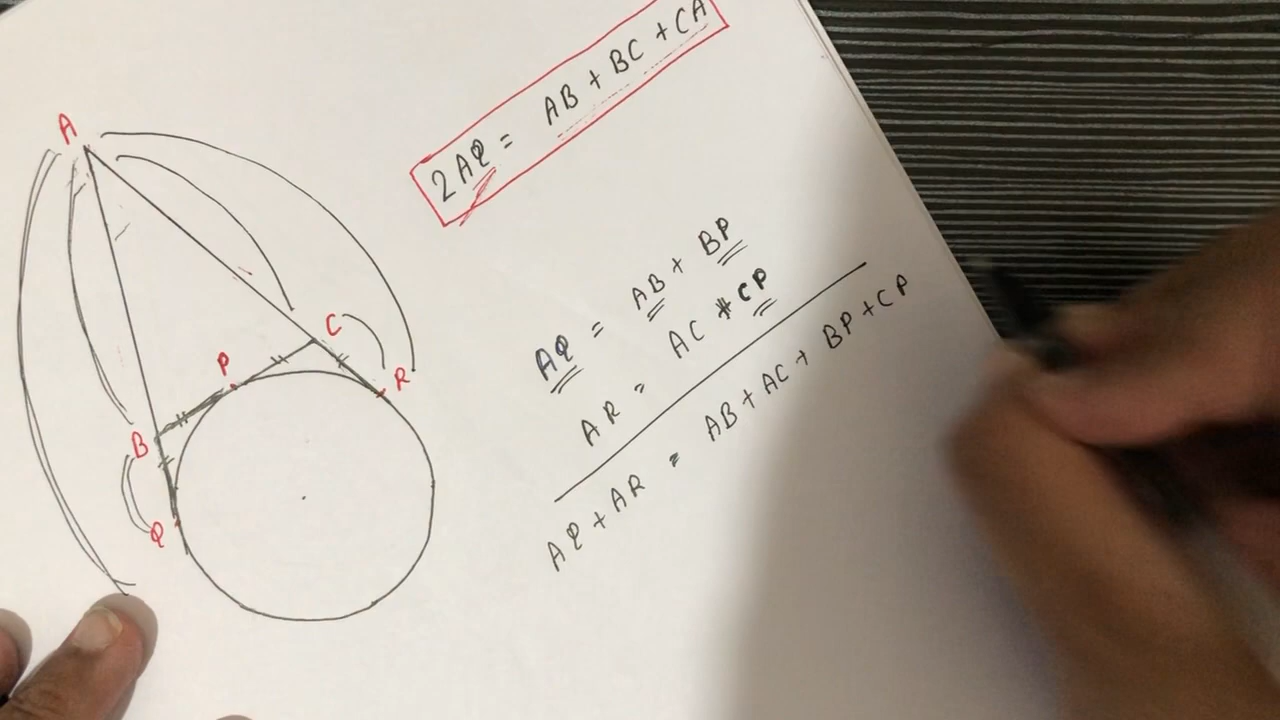 2AQ = AB + BC + CA
A
AQ = AB + BP
AR = AC + CP
AQ + AR = AB + AC + BP + CP
C
P
R
B
Q